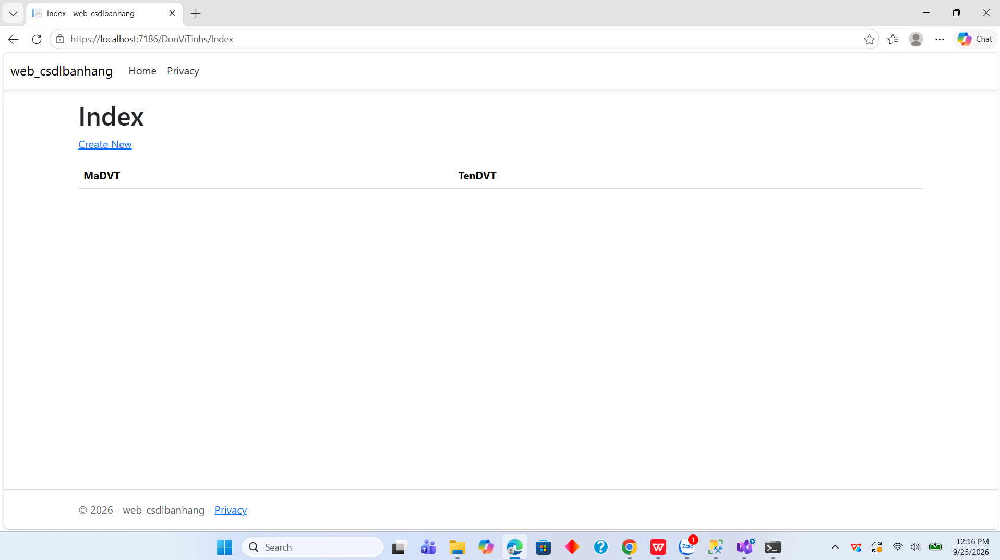 Index - web_csdlbanhang
https://localhost:7186/DonViTinhs/Index
Chat
web_csdlbanhang Home Privacy
Index
Create New
MaDVT TenDVT
© 2026 - web_csdlbanhang - Privacy
Search
Zalo
1
12:16 PM
9/25/2026